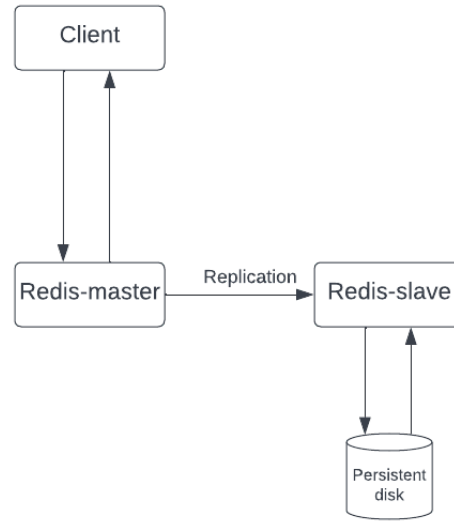 Client
Redis-master
Replication
Redis-slave
Persistent
disk